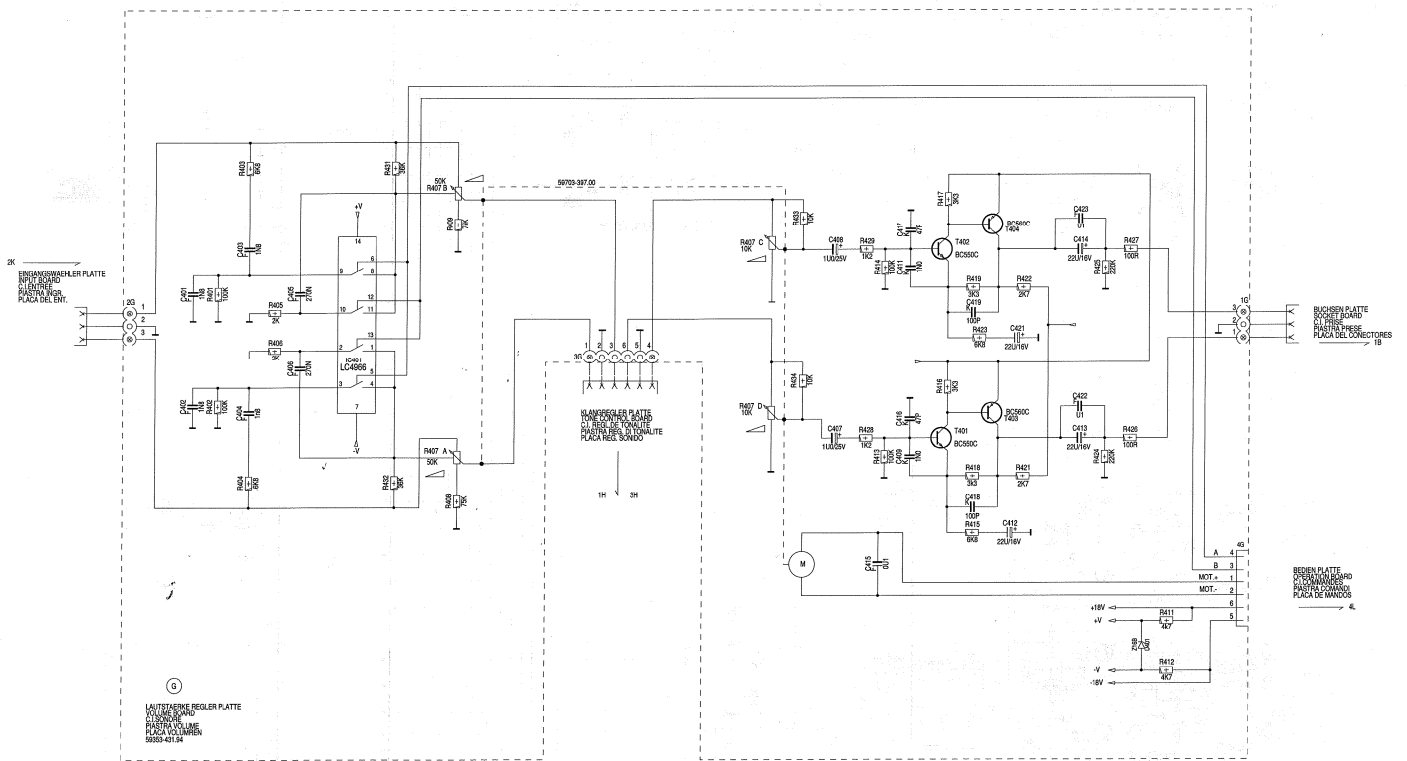 2K
EINGANGSWAEHLER PLATTE
INPUT BOARD
C.I.ENTREE
PIASTRA INGR.
PLACA DEL ENT.
2G
1
2
3
R403
6K8
R431
36K
C403
1N8
C401
1N8
R401
100K
R405
2K
C405
270N
R406
C406
270N
C402
1N8
R402
100K
C404
1n8
R404
6K8
R432
36K
+V
14
9
8
6
10
11
12
13
2
1
5
3
4
IC401
LC4966
7
-V
50K
R407 B
R409
R407 A
50K
R408
75K
59703-397.00
3G
1
2
3
6
5
4
KLANGREGLER PLATTE
TONE CONTROL BOARD
C.I. REGL.DE TONALITE
PIASTRA REG. DI TONALITE
PLACA REG. SONIDO
1H
3H
R433
10K
R407 C
10K
C408
1U0/25V
R429
1K2
R414
100K
C411
1N0
T402
BC550C
R417
3K3
BC560C
T404
R419
3K3
C419
100P
R422
2K7
R423
6K8
C421
22U/16V
C423
U1
C414
22U/16V
R425
220K
R427
100R
R434
10K
R407 D
10K
C407
1U0/25V
R428
1K2
R413
100K
C416
47P
C409
1N0
T401
BC550C
R416
3K3
BC560C
T403
R418
3k3
C418
100P
R421
2K7
R415
6K8
C412
22U/16V
C422
U1
C413
22U/16V
R424
220K
R426
100R
1G
3
2
1
BUCHSEN PLATTE
SOCKET BOARD
C.I. PRISE
PIASTRA PRESE
PLACA DEL CONECTORES
1B
M
C415
0U1
4G
A 4
B 3
MOT.+ 1
MOT.- 2
6
5
+18V
+V
R411
4k7
-V
R412
4K7
-18V
BEDIEN PLATTE
OPERATION BOARD
C.I.COMMANDES
PIASTRA COMANDI
PLACA DE MANDOS
4L
G
LAUTSTAERKE REGLER PLATTE
VOLUME BOARD
C.I.SONORE
PIASTRA VOLUME
PLACA VOLUMREN
59353-431.94